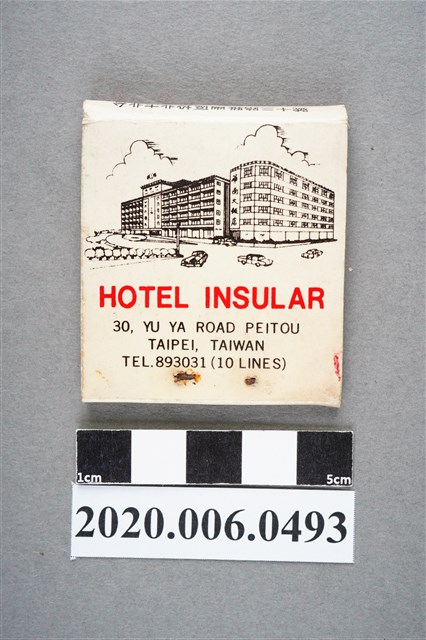 HOTEL INSULAR
30, YU YA ROAD PEITOU
TAIPEI, TAIWAN
TEL.893031 (10 LINES)
1cm
5cm
2020.006.0493